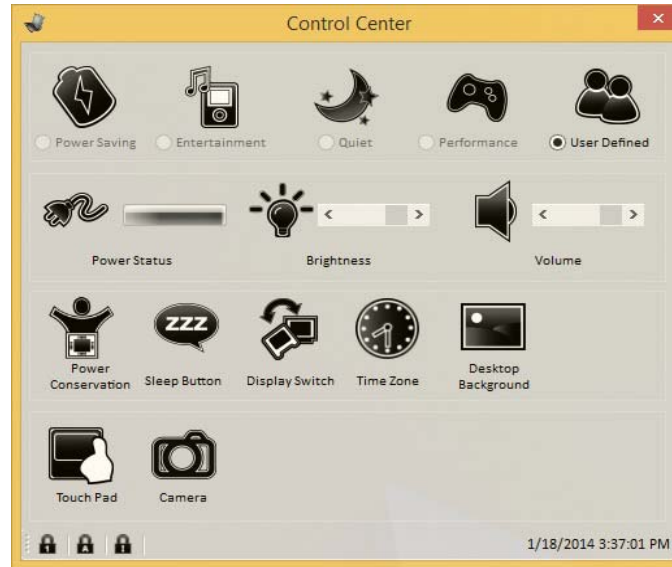 Control Center
Power Saving
Entertainment
Quiet
Performance
User Defined
Power Status
Brightness
Volume
ZZZ
Power
Conservation
Sleep Button
Display Switch
Time Zone
Desktop
Background
Touch Pad
Camera
1/18/2014 3:37:01 PM